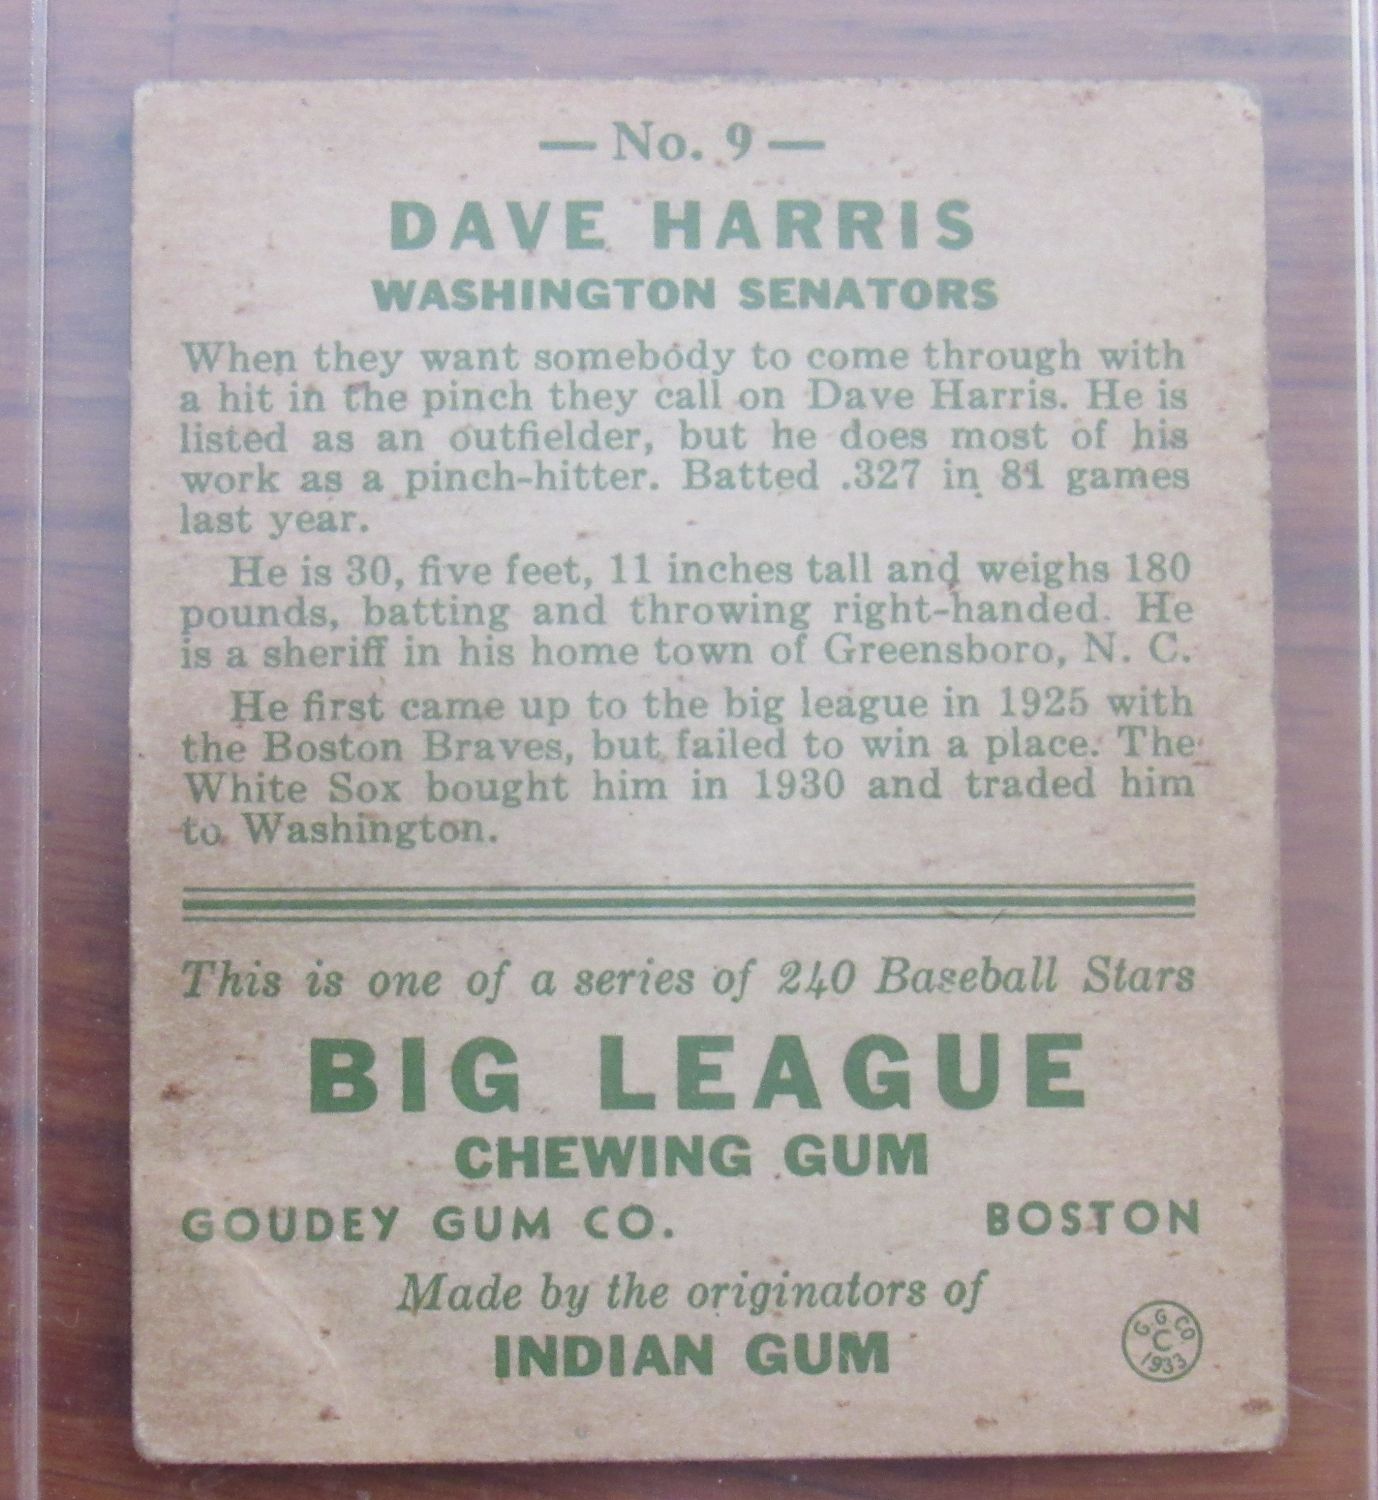 — No. 9 —
DAVE HARRIS
WASHINGTON SENATORS
When they want somebody to come through with
a hit in the pinch they call on Dave Harris. He is
listed as an outfielder, but he does most of his
work as a pinch-hitter. Batted .327 in 81 games
last year.
He is 30, five feet, 11 inches tall and weighs 180
pounds, batting and throwing right-handed. He
is a sheriff in his home town of Greensboro, N. C.
He first came up to the big league in 1925 with
the Boston Braves, but failed to win a place. The
White Sox bought him in 1930 and traded him
to Washington.
This is one of a series of 240 Baseball Stars
BIG LEAGUE
CHEWING GUM
GOUDEY GUM CO. BOSTON
Made by the originators of
INDIAN GUM
G. G. CO.
C
1933